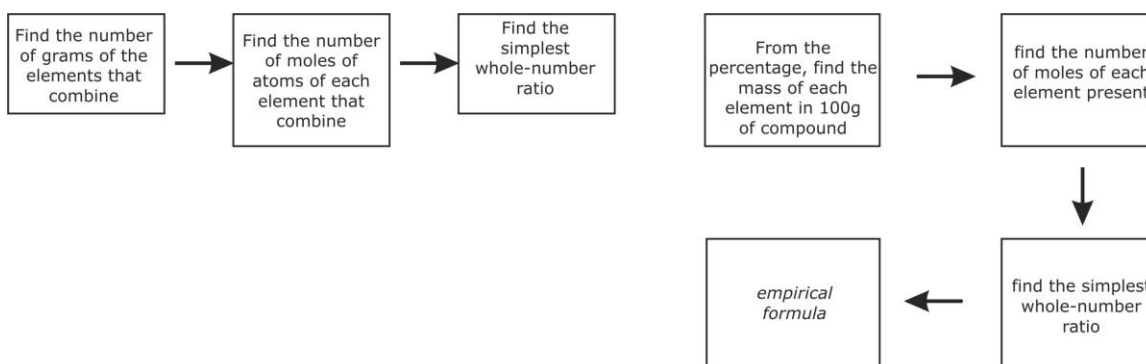 Find the number
of grams of the
elements that
combine
Find the number
of moles of
atoms of each
element that
combine
Find the
simplest
whole-number
ratio
From the
percentage, find the
mass of each
element in 100g
of compound
find the number
of moles of each
element present
find the simplest
whole-number
ratio
empirical
formula